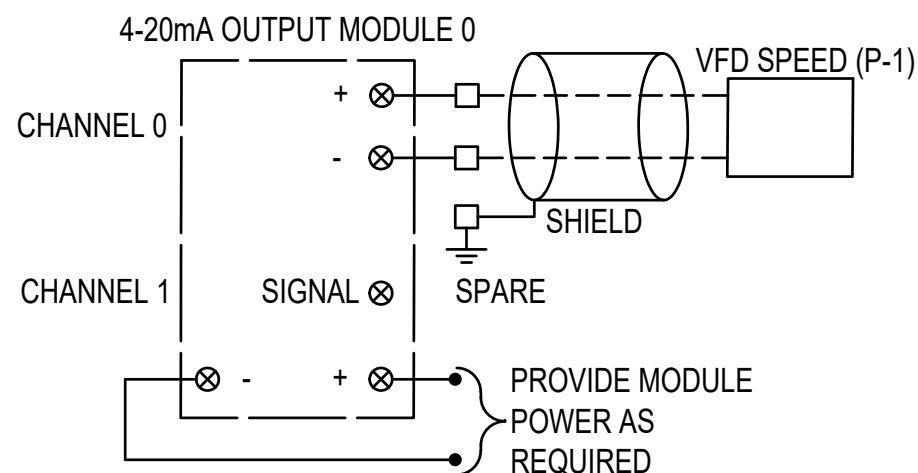 4-20mA OUTPUT MODULE 0
VFD SPEED (P-1)
CHANNEL 0
+
-
SHIELD
CHANNEL 1
SIGNAL
SPARE
-
+
PROVIDE MODULE
POWER AS
REQUIRED